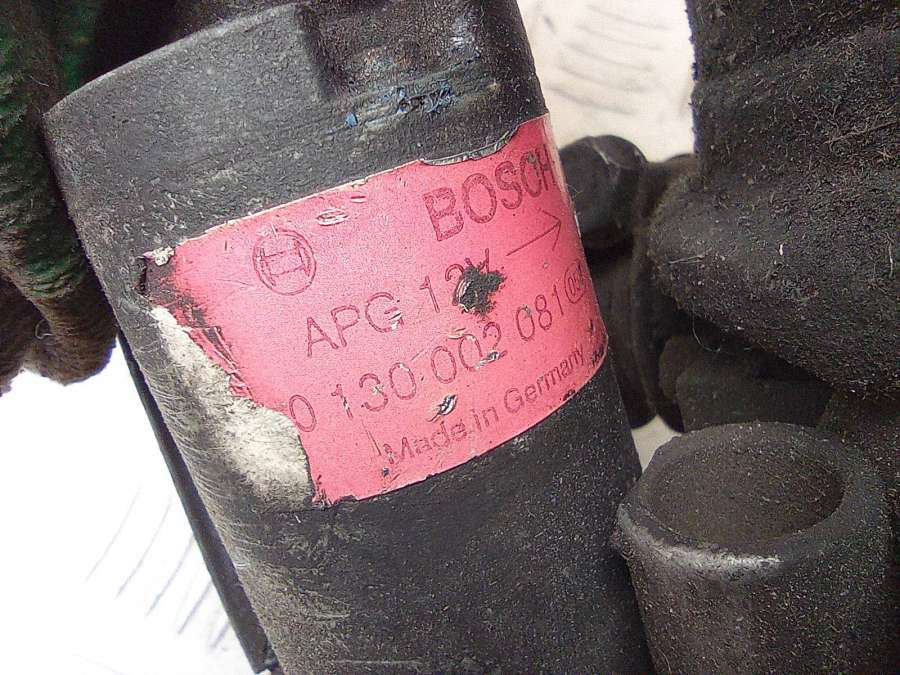 BOSCH
APG 12V
0 130 002 081
Made in Germany